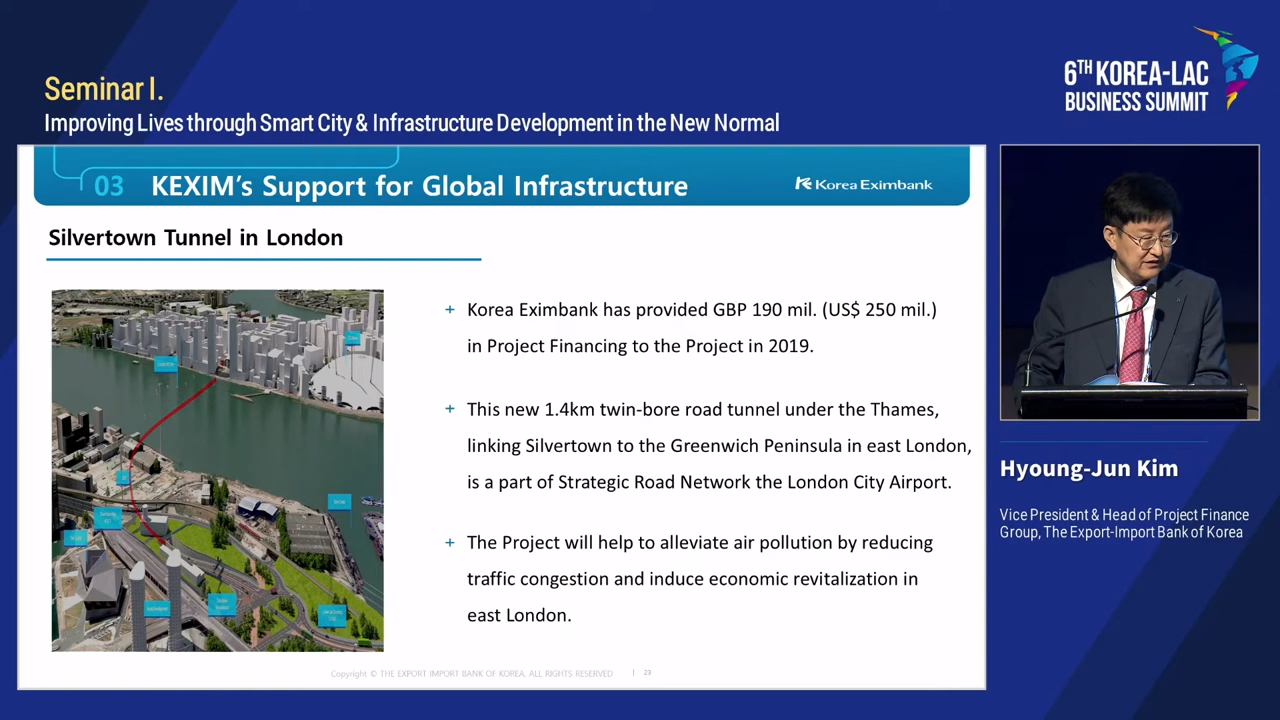 Seminar I.
Improving Lives through Smart City & Infrastructure Development in the New Normal
6TH KOREA-LAC
BUSINESS SUMMIT
03 KEXIM's Support for Global Infrastructure
Korea Eximbank
Silvertown Tunnel in London
+ Korea Eximbank has provided GBP 190 mil. (US$ 250 mil.)
in Project Financing to the Project in 2019.
+ This new 1.4km twin-bore road tunnel under the Thames,
linking Silvertown to the Greenwich Peninsula in east London,
is a part of Strategic Road Network the London City Airport.
+ The Project will help to alleviate air pollution by reducing
traffic congestion and induce economic revitalization in
east London.
Copyright © THE EXPORT IMPORT BANK OF KOREA. ALL RIGHTS RESERVED | 23
Hyoung-Jun Kim
Vice President & Head of Project Finance
Group, The Export-Import Bank of Korea